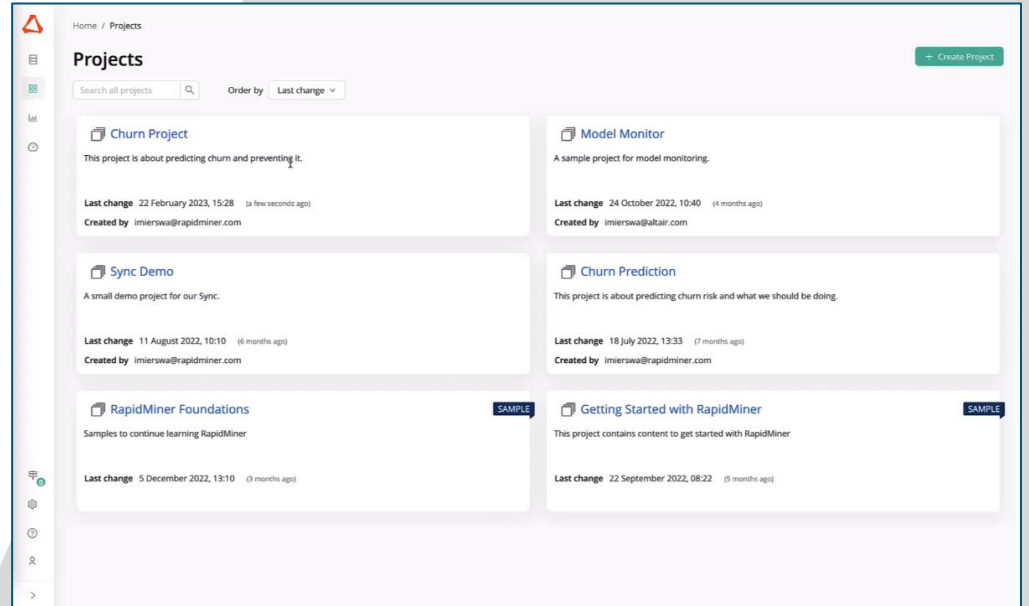 Home / Projects
Projects
+ Create Project
Search all projects
Order by Last change
Churn Project
This project is about predicting churn and preventing it.
Last change 22 February 2023, 15:28 (a few seconds ago)
Created by imierswa@rapidminer.com
Model Monitor
A sample project for model monitoring.
Last change 24 October 2022, 10:40 (4 months ago)
Created by imierswa@altair.com
Sync Demo
A small demo project for our Sync.
Last change 11 August 2022, 10:10 (6 months ago)
Created by imierswa@rapidminer.com
Churn Prediction
This project is about predicting churn risk and what we should be doing.
Last change 18 July 2022, 13:33 (7 months ago)
Created by imierswa@rapidminer.com
RapidMiner Foundations
SAMPLE
Samples to continue learning RapidMiner
Last change 5 December 2022, 13:10 (3 months ago)
Getting Started with RapidMiner
SAMPLE
This project contains content to get started with RapidMiner
Last change 22 September 2022, 08:22 (5 months ago)